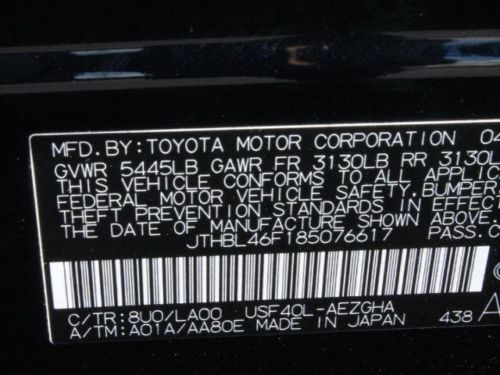 MFD.BY:TOYOTA MOTOR CORPORATION 04
GVWR 5445LB GAWR FR 3130LB RR 3130L
THIS VEHICLE CONFORMS TO ALL APPLIC
FEDERAL MOTOR VEHICLE SAFETY, BUMPER
THEFT PREVENTION STANDARDS IN EFFECT
OF MANUFACTURE SHOWN ABOVE.
JTHBL46F185076617 PASS C
C/TR:8U0/LA00 USF40L-AEZGHA
A/TM:A01A/AA80E MADE IN JAPAN 438